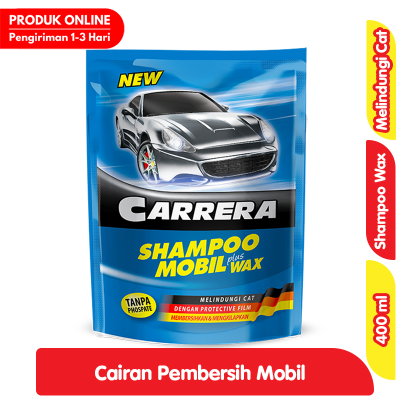 PRODUK ONLINE
Pengiriman 1-3 Hari
NEW
CARRERA
SHAMPOO
MOBIL plus WAX
TANPA
PHOSPATE
MELINDUNGI CAT
DENGAN PROTECTIVE FILM
MEMBERSIHKAN & MENGKILAPKAN
Melindungi Cat
Shampoo Wax
400 ml
Cairan Pembersih Mobil